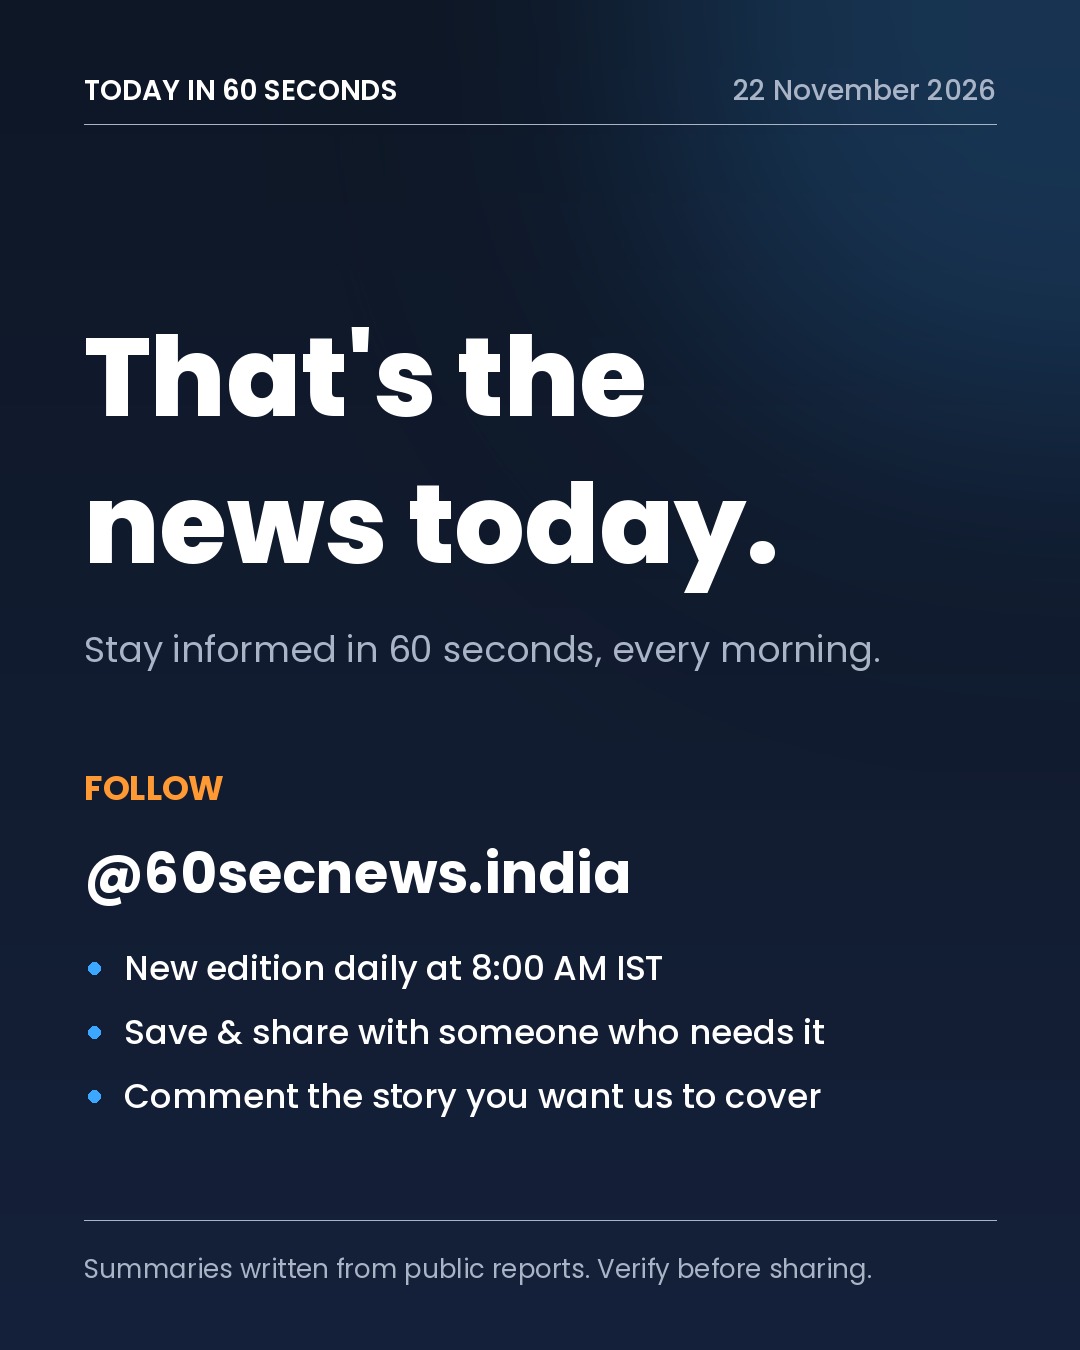 TODAY IN 60 SECONDS
22 November 2026
That's the
news today.
Stay informed in 60 seconds, every morning.
FOLLOW
@60secnews.india
• New edition daily at 8:00 AM IST
• Save & share with someone who needs it
• Comment the story you want us to cover
Summaries written from public reports. Verify before sharing.